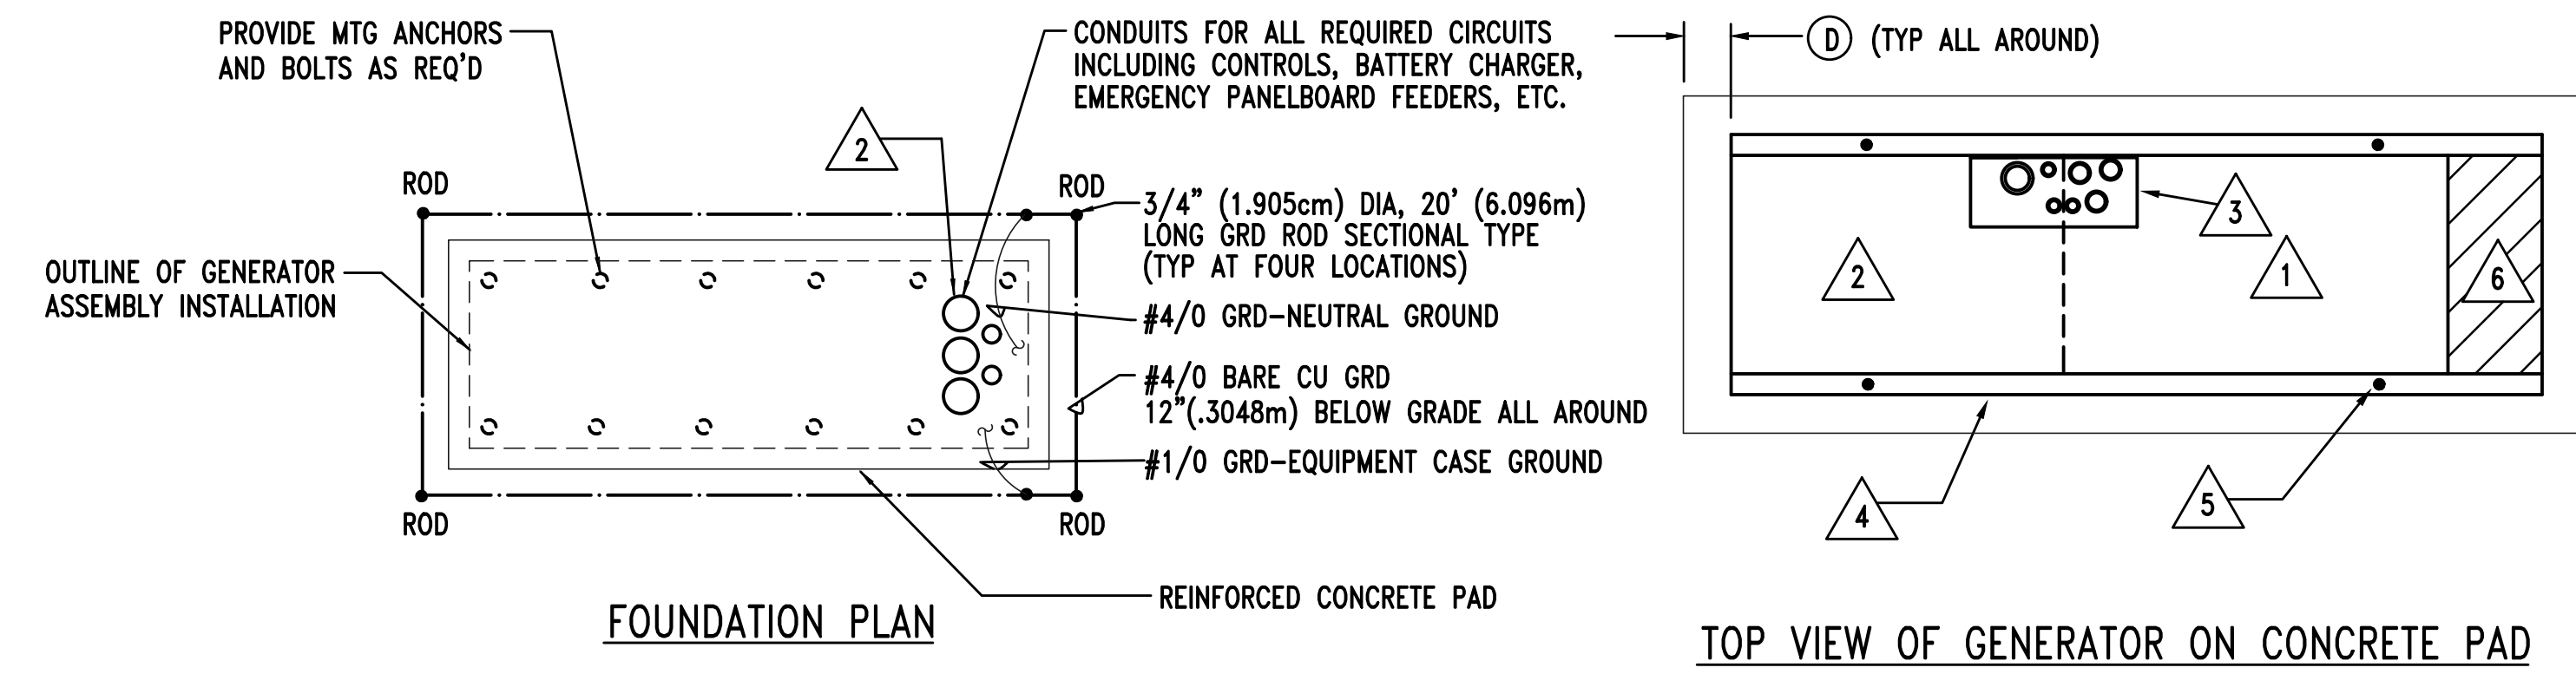 PROVIDE MTG ANCHORS
AND BOLTS AS REQ'D
CONDUITS FOR ALL REQUIRED CIRCUITS
INCLUDING CONTROLS, BATTERY CHARGER,
EMERGENCY PANELBOARD FEEDERS, ETC.
2
ROD
ROD
3/4" (1.905cm) DIA, 20' (6.096m)
LONG GRD ROD SECTIONAL TYPE
(TYP AT FOUR LOCATIONS)
OUTLINE OF GENERATOR
ASSEMBLY INSTALLATION
#4/0 GRD-NEUTRAL GROUND
#4/0 BARE CU GRD
12"(.3048m) BELOW GRADE ALL AROUND
#1/0 GRD-EQUIPMENT CASE GROUND
ROD
ROD
REINFORCED CONCRETE PAD
FOUNDATION PLAN
D (TYP ALL AROUND)
3
2
1
6
4
5
TOP VIEW OF GENERATOR ON CONCRETE PAD